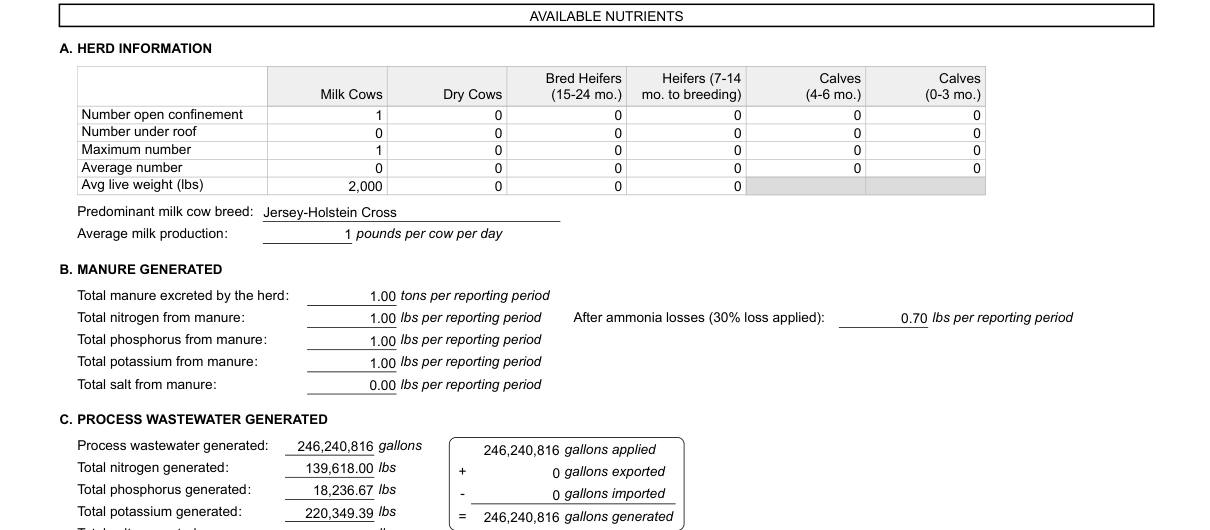 AVAILABLE NUTRIENTS
A. HERD INFORMATION
Milk Cows Dry Cows Bred Heifers (15-24 mo.) Heifers (7-14 mo. to breeding) Calves (4-6 mo.) Calves (0-3 mo.)
Number open confinement 1 0 0 0 0 0
Number under roof 0 0 0 0 0 0
Maximum number 1 0 0 0 0 0
Average number 0 0 0 0 0 0
Avg live weight (lbs) 2,000 0 0 0
Predominant milk cow breed: Jersey-Holstein Cross
Average milk production: 1 pounds per cow per day
B. MANURE GENERATED
Total manure excreted by the herd: 1.00 tons per reporting period
Total nitrogen from manure: 1.00 lbs per reporting period After ammonia losses (30% loss applied): 0.70 lbs per reporting period
Total phosphorus from manure: 1.00 lbs per reporting period
Total potassium from manure: 1.00 lbs per reporting period
Total salt from manure: 0.00 lbs per reporting period
C. PROCESS WASTEWATER GENERATED
Process wastewater generated: 246,240,816 gallons 246,240,816 gallons applied
Total nitrogen generated: 139,618.00 lbs + 0 gallons exported
Total phosphorus generated: 18,236.67 lbs - 0 gallons imported
Total potassium generated: 220,349.39 lbs = 246,240,816 gallons generated